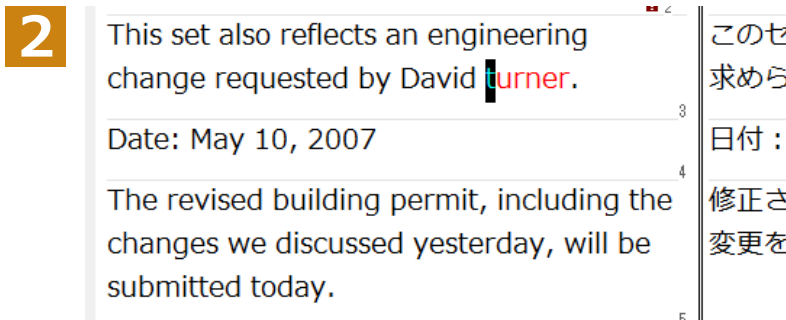 2
2
This set also reflects an engineering
change requested by David turner.
3
Date: May 10, 2007
4
The revised building permit, including the
changes we discussed yesterday, will be
submitted today.
5
このセ
求めら
日付：
修正さ
変更を